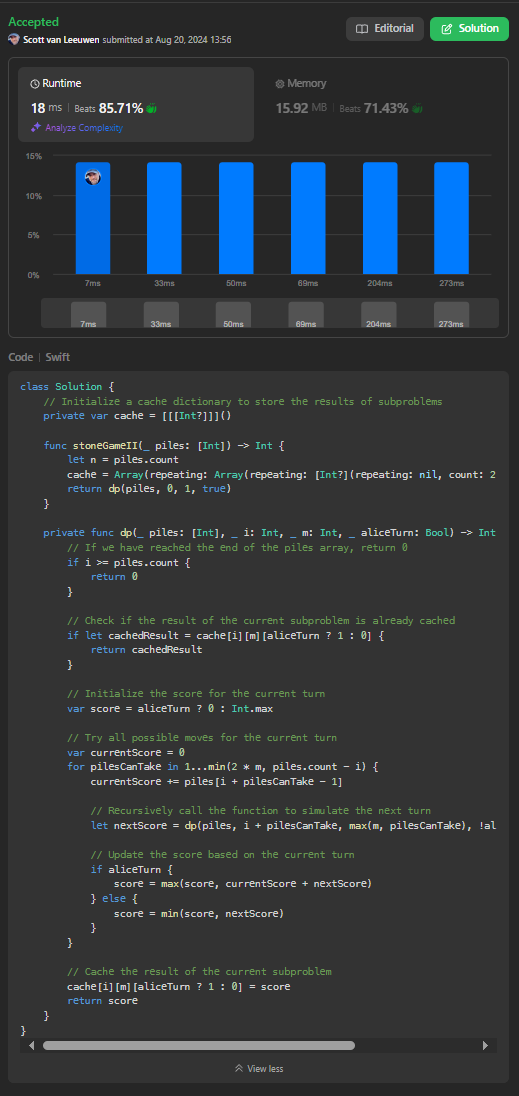 Accepted
Editorial
Solution
Scott van Leeuwen submitted at Aug 20, 2024 13:56
Runtime
18 ms | Beats 85.71%
Analyze Complexity
Memory
15.92 MB | Beats 71.43%
15%
10%
5%
0%
7ms 33ms 50ms 69ms 204ms 273ms
7ms 33ms 50ms 69ms 204ms 273ms
Code | Swift
class Solution {
    // Initialize a cache dictionary to store the results of subproblems
    private var cache = [[[Int?]]]()

    func stoneGameII(_ piles: [Int]) -> Int {
        let n = piles.count
        cache = Array(repeating: Array(repeating: [Int?](repeating: nil, count: 2
        return dp(piles, 0, 1, true)
    }

    private func dp(_ piles: [Int], _ i: Int, _ m: Int, _ aliceTurn: Bool) -> Int
        // If we have reached the end of the piles array, return 0
        if i >= piles.count {
            return 0
        }

        // Check if the result of the current subproblem is already cached
        if let cachedResult = cache[i][m][aliceTurn ? 1 : 0] {
            return cachedResult
        }

        // Initialize the score for the current turn
        var score = aliceTurn ? 0 : Int.max

        // Try all possible moves for the current turn
        var currentScore = 0
        for pilesCanTake in 1...min(2 * m, piles.count - i) {
            currentScore += piles[i + pilesCanTake - 1]

            // Recursively call the function to simulate the next turn
            let nextScore = dp(piles, i + pilesCanTake, max(m, pilesCanTake), !al

            // Update the score based on the current turn
            if aliceTurn {
                score = max(score, currentScore + nextScore)
            } else {
                score = min(score, nextScore)
            }
        }

        // Cache the result of the current subproblem
        cache[i][m][aliceTurn ? 1 : 0] = score
        return score
    }
}
View less